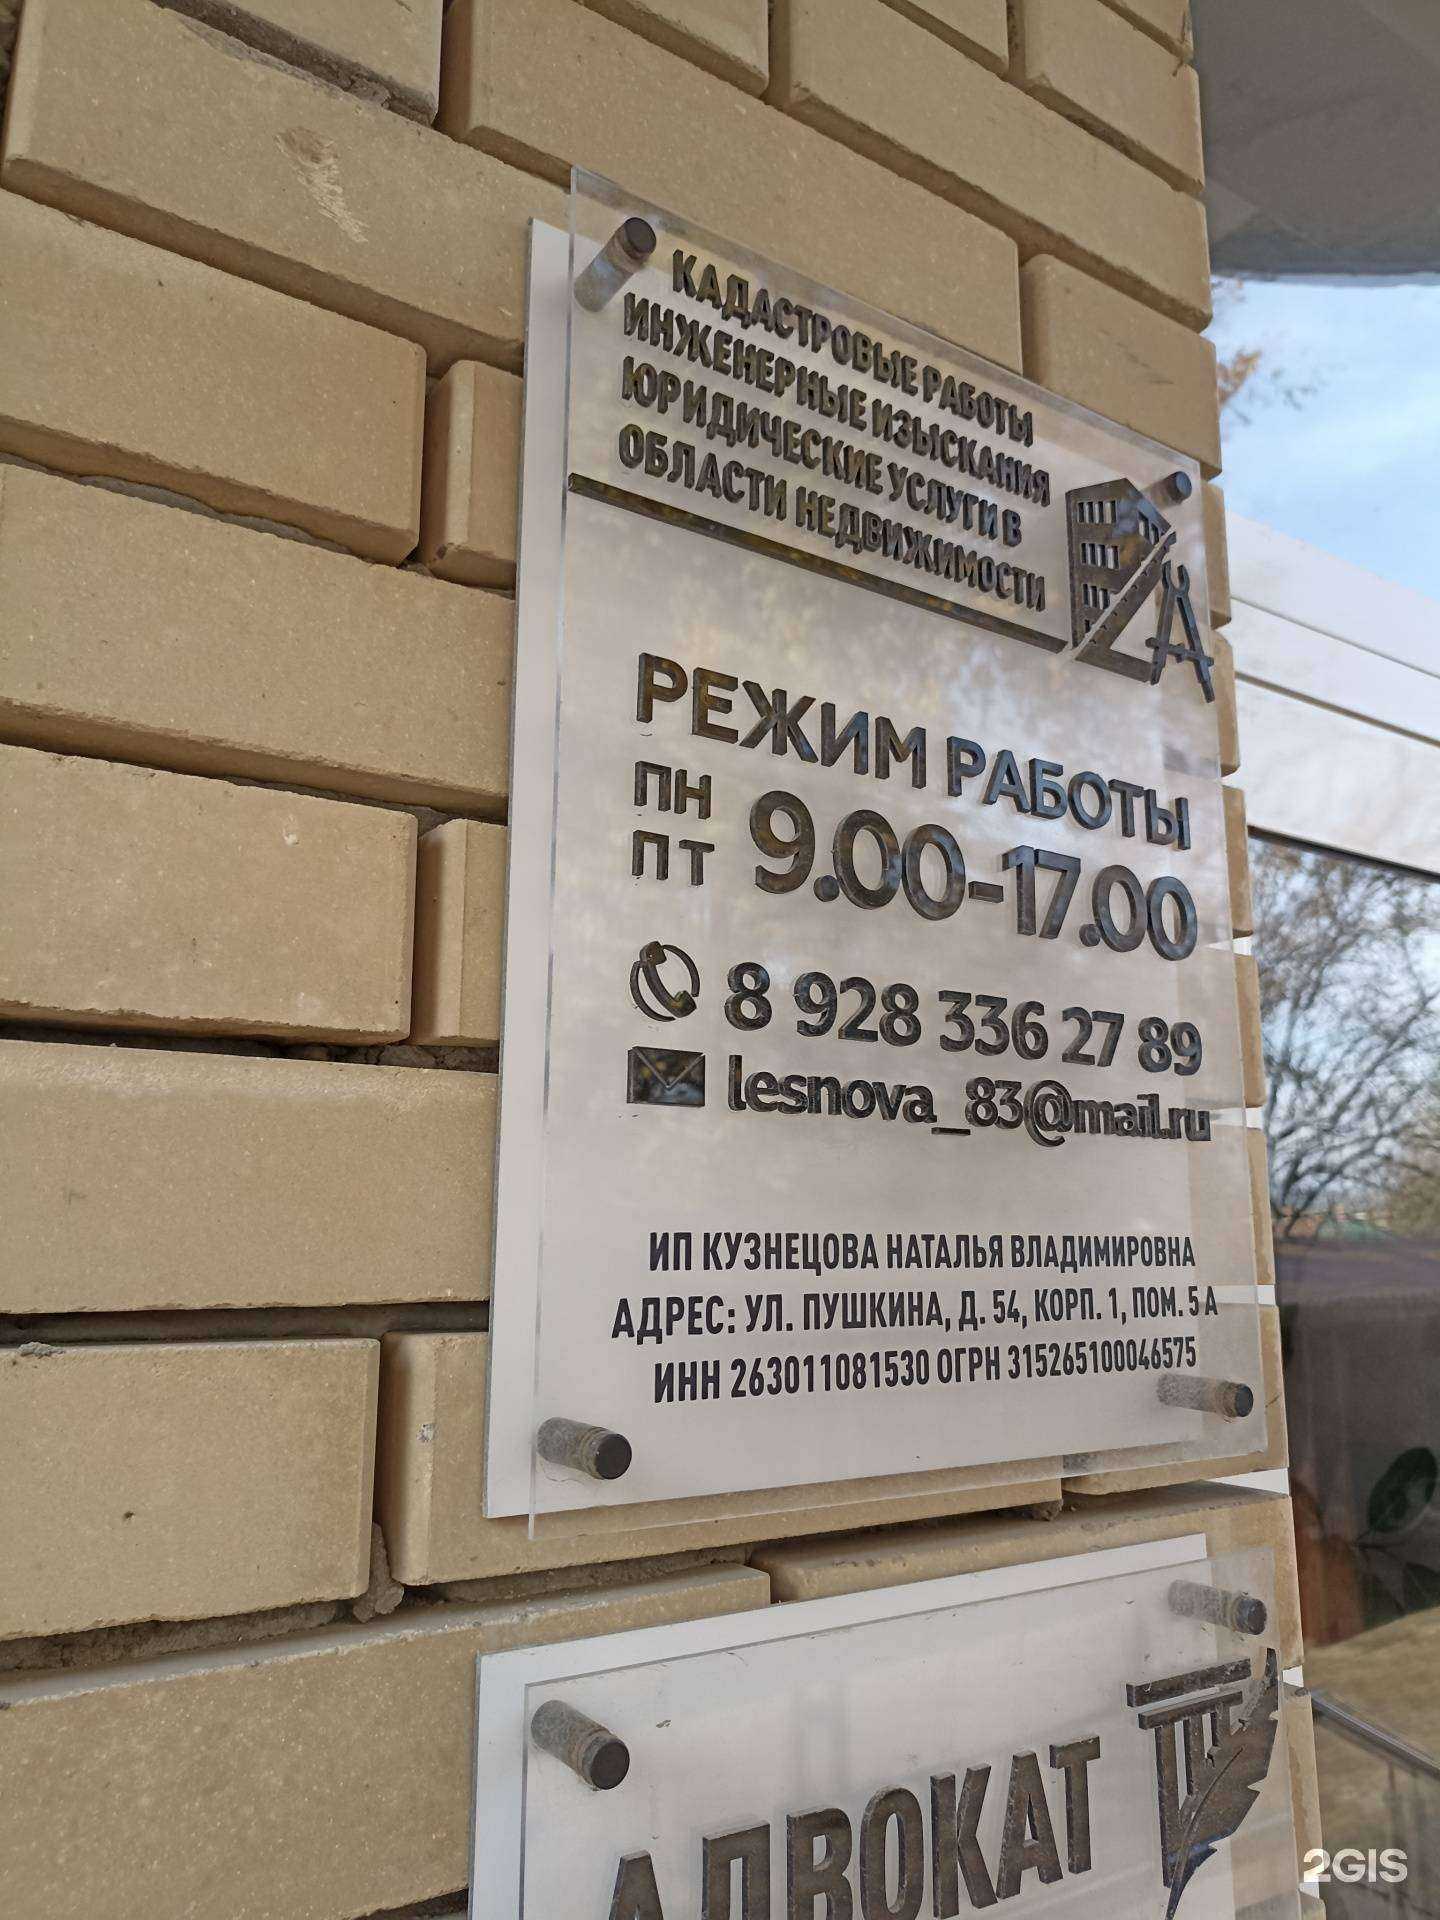 КАДАСТРОВЫЕ РАБОТЫ
ИНЖЕНЕРНЫЕ ИЗЫСКАНИЯ
ЮРИДИЧЕСКИЕ УСЛУГИ В
ОБЛАСТИ НЕДВИЖИМОСТИ
РЕЖИМ РАБОТЫ
ПН
ПТ 9.00-17.00
8 928 336 27 89
lesnova_83@mail.ru
ИП КУЗНЕЦОВА НАТАЛЬЯ ВЛАДИМИРОВНА
АДРЕС: УЛ. ПУШКИНА, Д. 54, КОРП. 1, ПОМ. 5 А
ИНН 263011081530 ОГРН 315265100046575
АДВОКАТ
2GIS